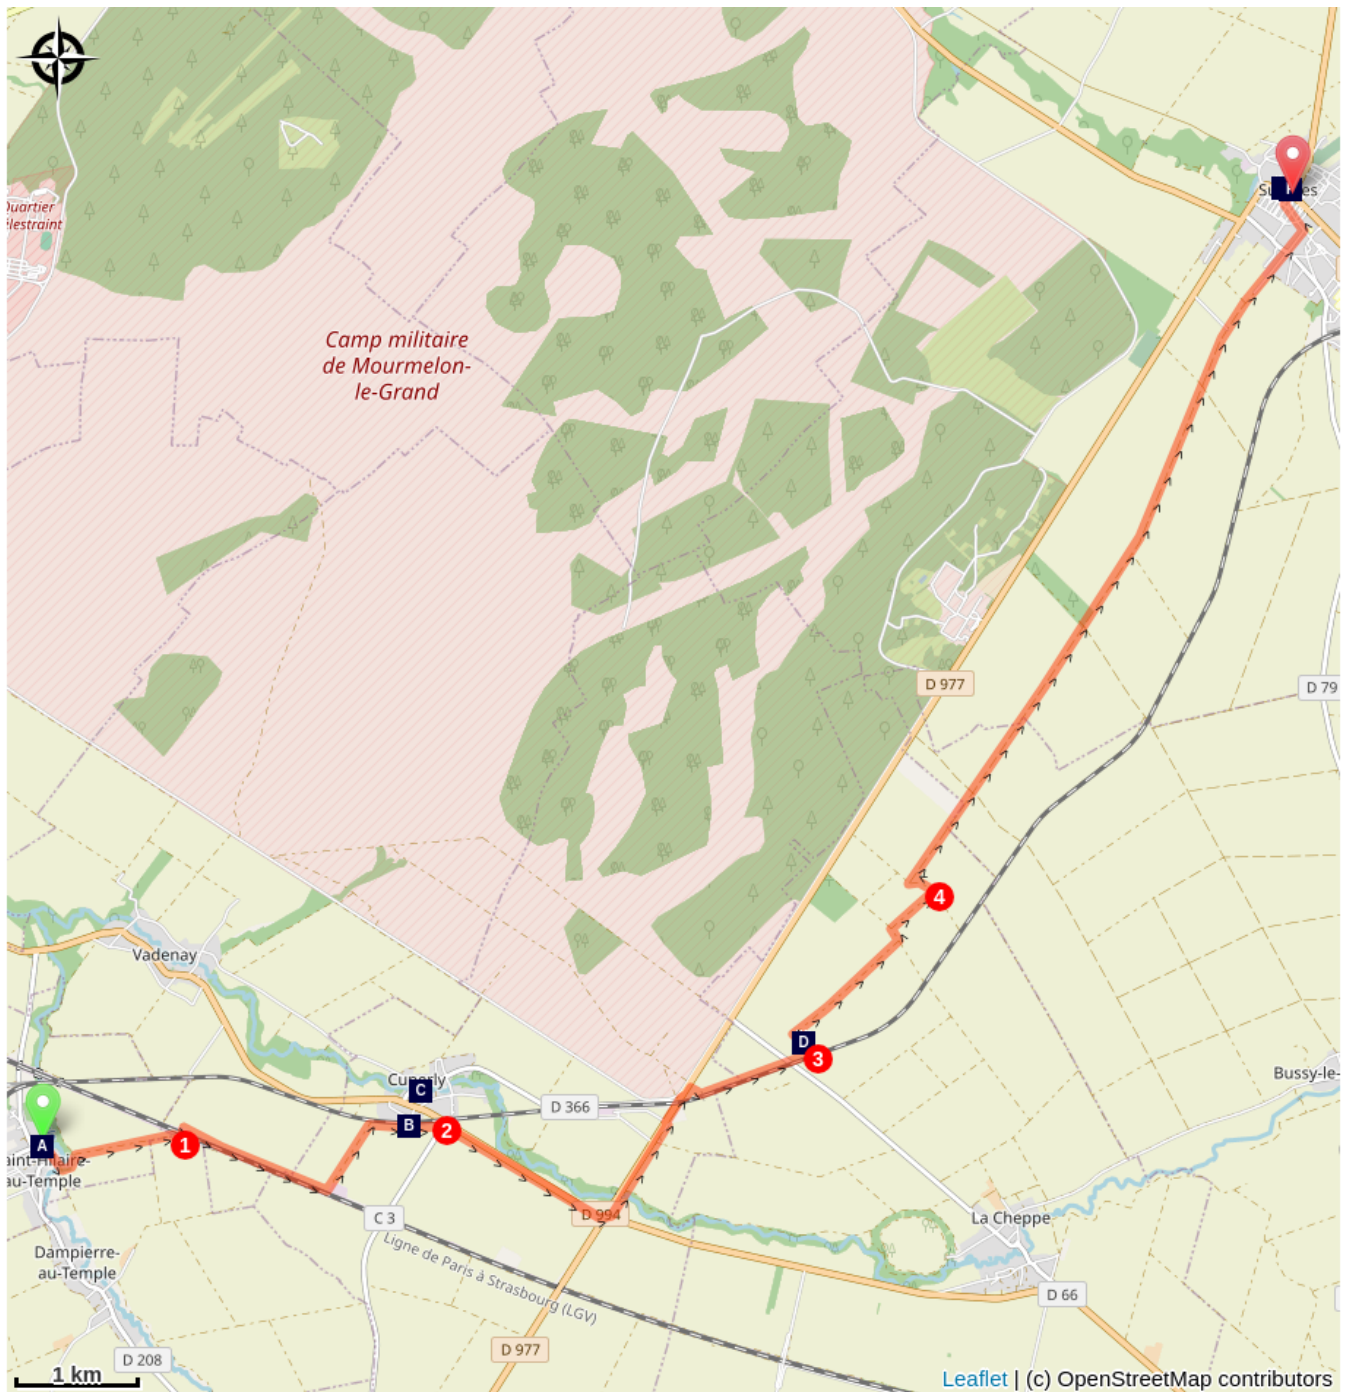 Quartier
élestraint
Camp militaire
de Mourmelon-
le-Grand
D 977
D 79
4
Vadenay
D
3
Cuperly
C
Bussy-le-
D 366
A
B
2
1
aint-Hilaire-
au-Temple
C 3
D 994
La Cheppe
Ligne de Paris à Strasbourg (LGV)
Dampierre-
au-Temple
D 66
D 977
D 208
1 km
Leaflet | (c) OpenStreetMap contributors